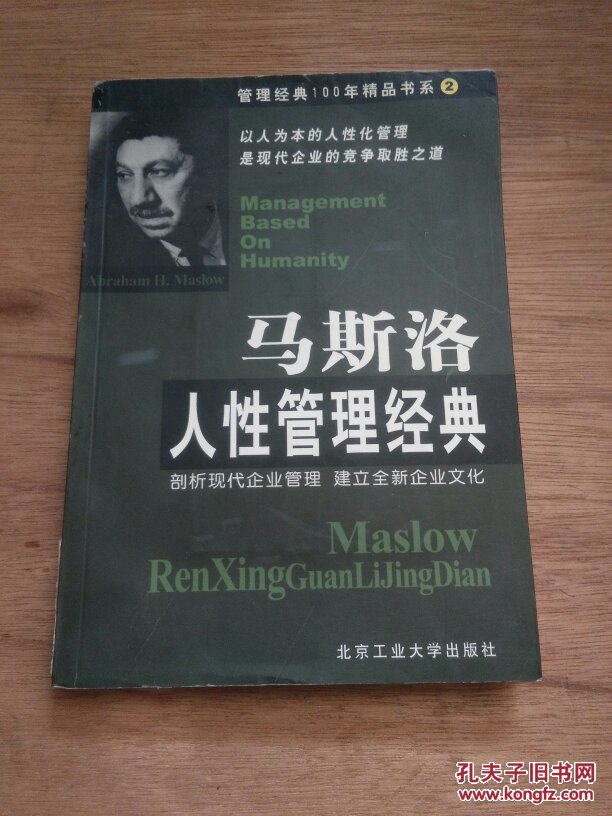 管理经典100年精品书系2
以人为本的人性化管理
是现代企业的竞争取胜之道
Management
Based
On
Humanity
Abraham H. Maslow
马斯洛
人性管理经典
剖析现代企业管理 建立全新企业文化
Maslow
RenXingGuanLiJingDian
北京工业大学出版社
孔夫子旧书网
www.kongfz.com